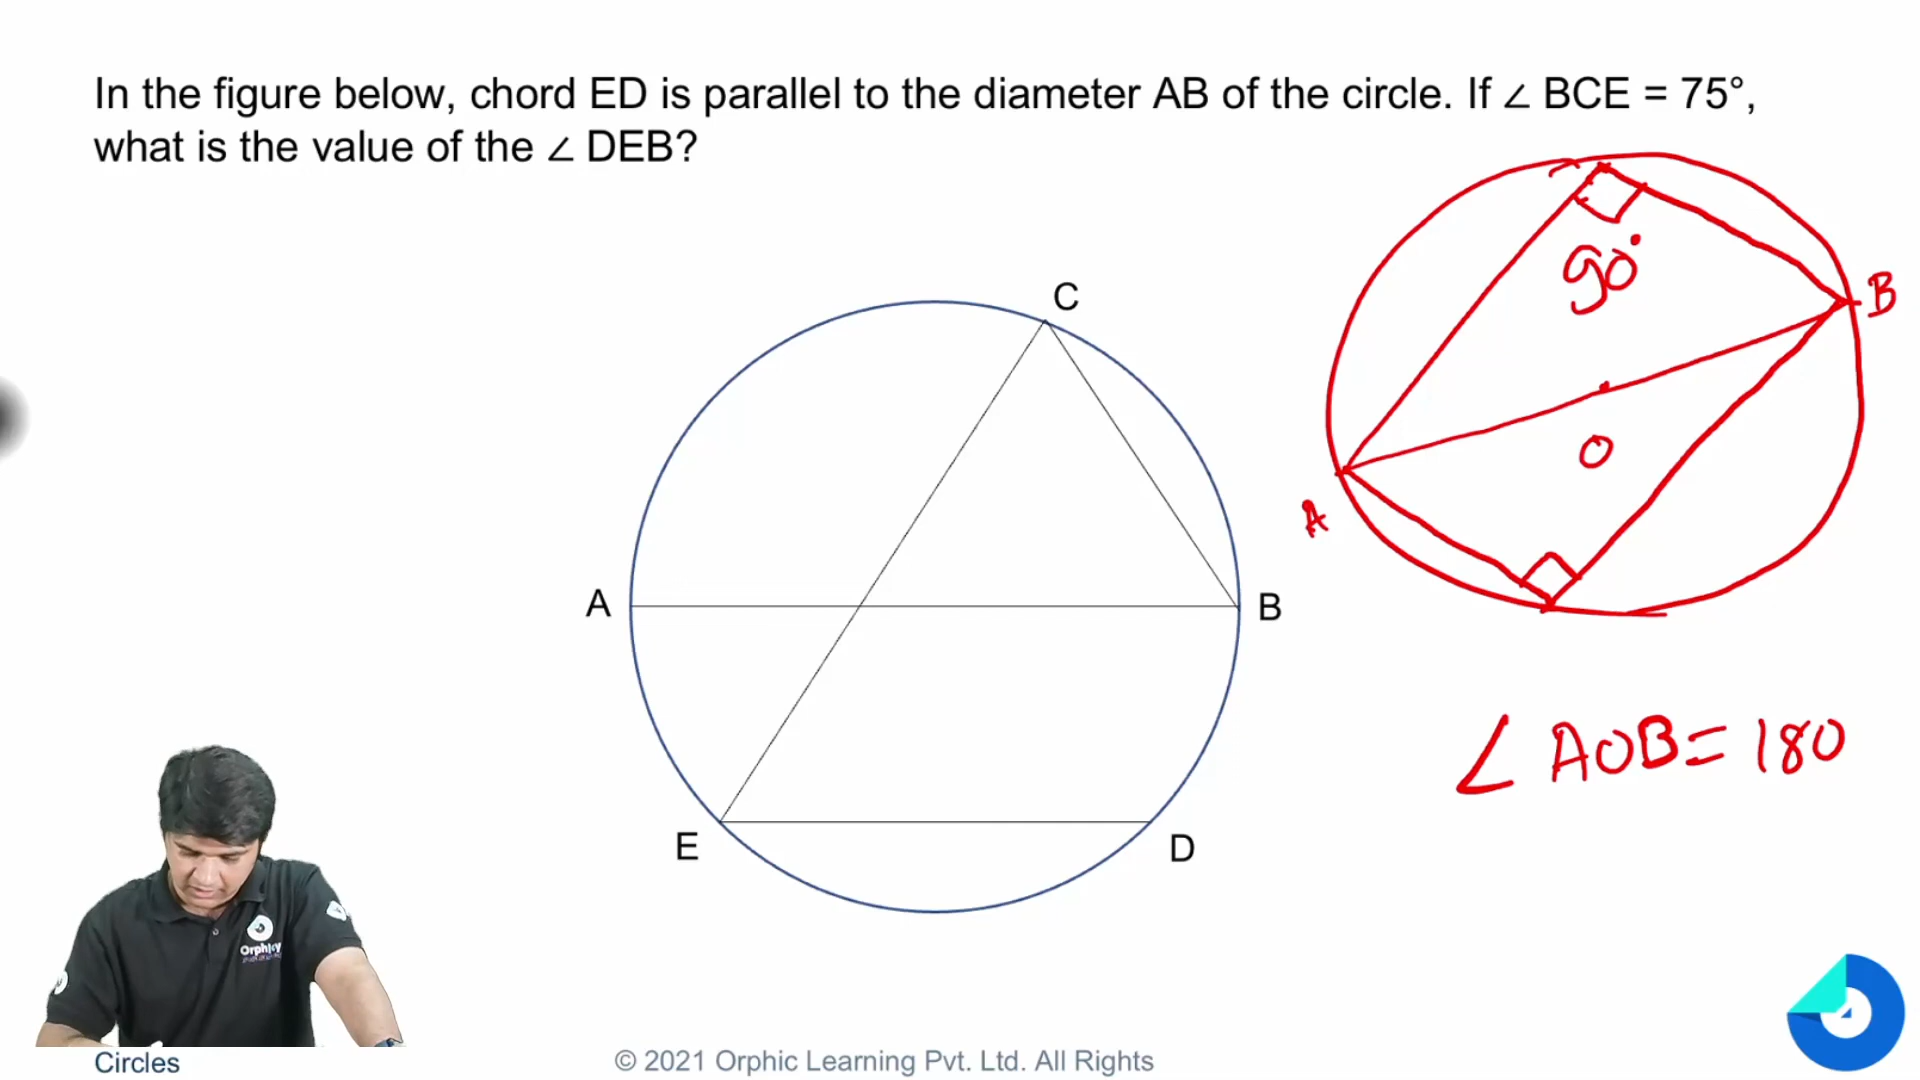 In the figure below, chord ED is parallel to the diameter AB of the circle. If ∠ BCE = 75°,
what is the value of the ∠ DEB?
C
A
B
E
D
90°
B
O
A
∠ AOB = 180
Circles
© 2021 Orphic Learning Pvt. Ltd. All Rights